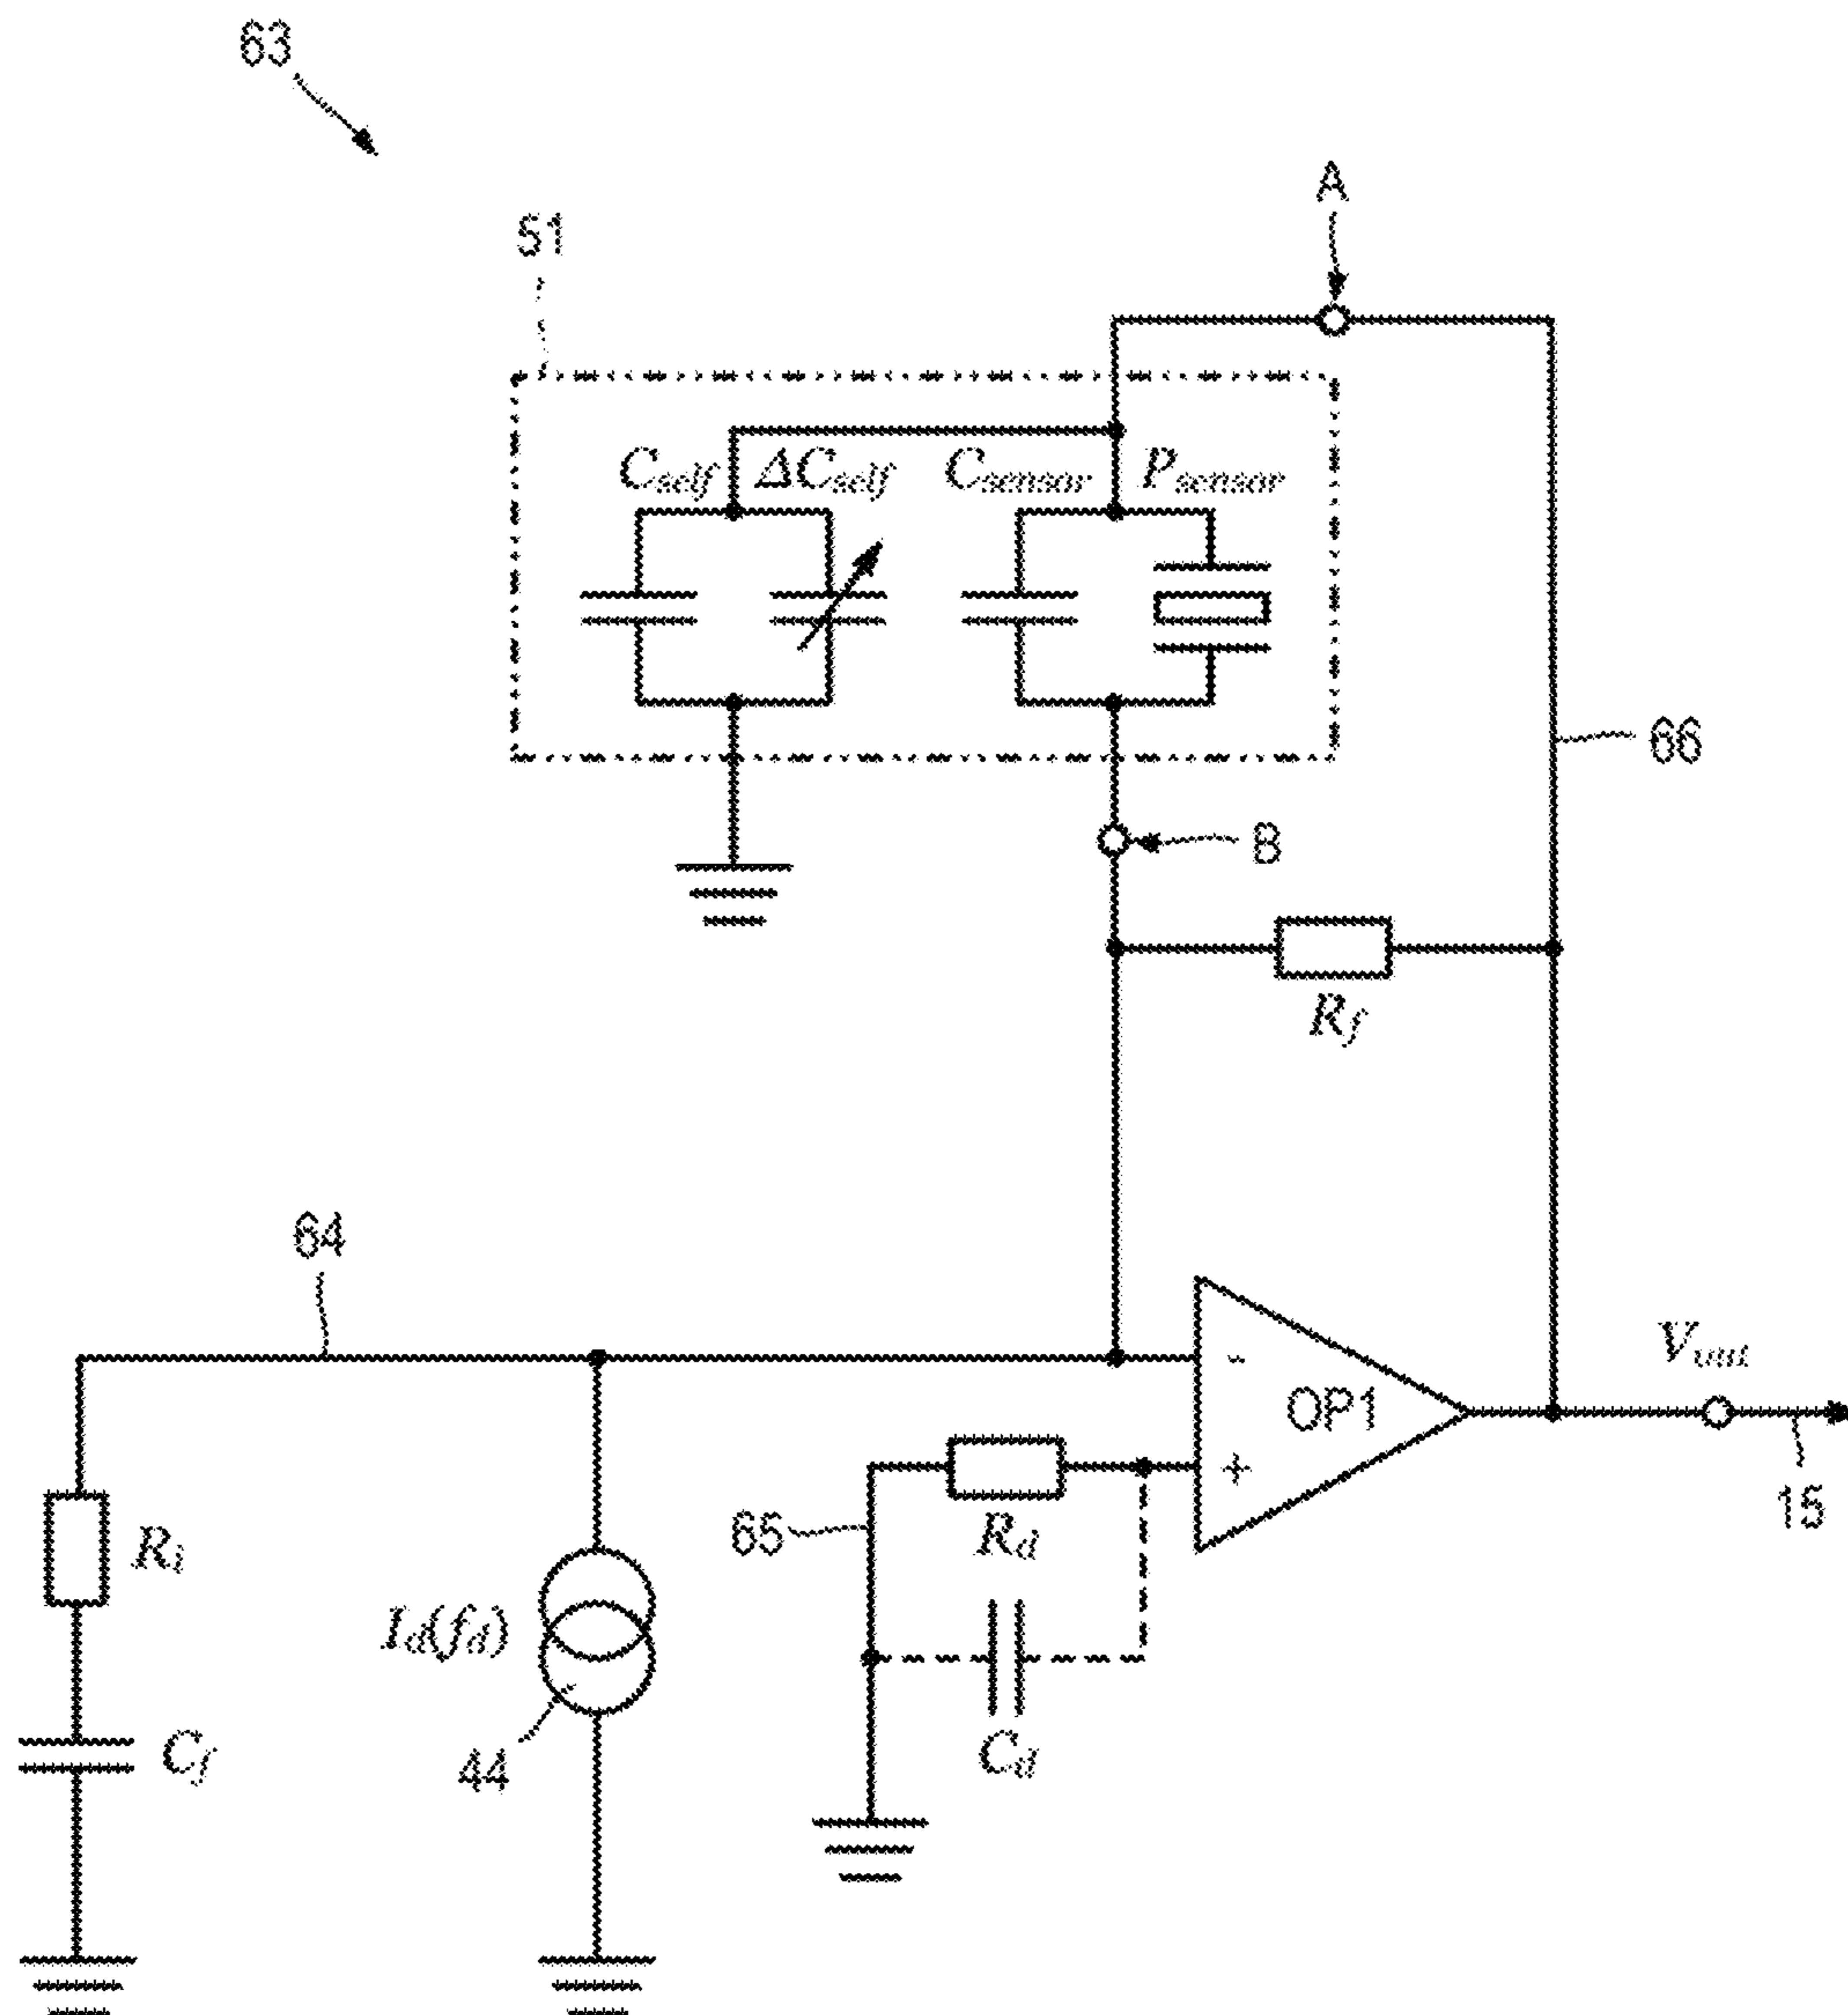 63
A
51
Cself ΔCself Csensor Psensor
66
B
Rf
64
Vout
-
OP1
+
15
65
Rd
Ri
Id(fd)
44
Cd
Cf